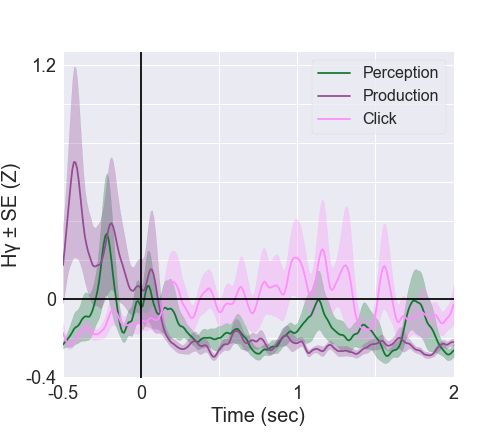 1.2
0
-0.4
Hγ ± SE (Z)
-0.5
0
1
2
Time (sec)
Perception
Production
Click